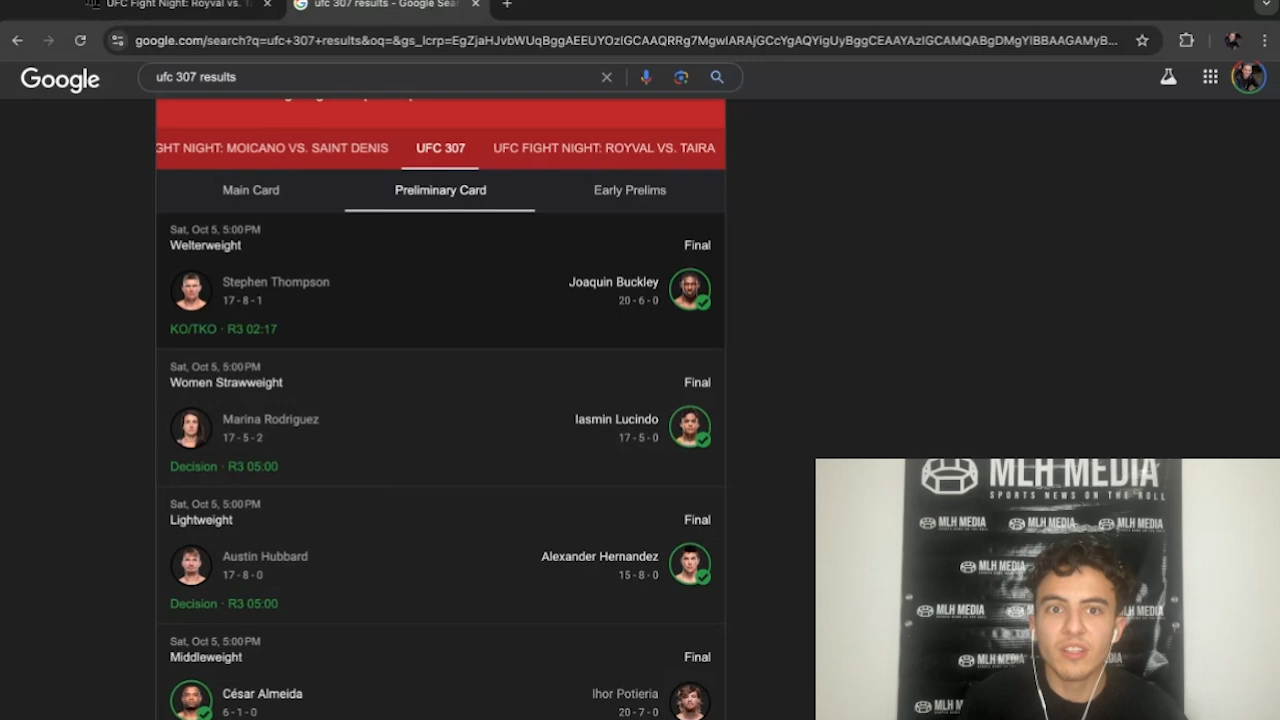 UFC Fight Night: Royval vs. T
ufc 307 results - Google Sear
google.com/search?q=ufc+307+results&oq=&gs_lcrp=EgZjaHJvbWUqBggAEEUYOzIGCAAQRRg7MgwIARAjGCcYgAQYigUyBggCEAAYAzIGCAMQABgDMgYIBBAAGAMyB...
Google
ufc 307 results
GHT NIGHT: MOICANO VS. SAINT DENIS
UFC 307
UFC FIGHT NIGHT: ROYVAL VS. TAIRA
Main Card
Preliminary Card
Early Prelims
Sat, Oct 5, 5:00 PM
Welterweight
Final
Stephen Thompson
17 - 8 - 1
Joaquin Buckley
20 - 6 - 0
KO/TKO · R3 02:17
Sat, Oct 5, 5:00 PM
Women Strawweight
Final
Marina Rodriguez
17 - 5 - 2
Iasmin Lucindo
17 - 5 - 0
Decision · R3 05:00
Sat, Oct 5, 5:00 PM
Lightweight
Final
Austin Hubbard
17 - 8 - 0
Alexander Hernandez
15 - 8 - 0
Decision · R3 05:00
Sat, Oct 5, 5:00 PM
Middleweight
Final
César Almeida
6 - 1 - 0
Ihor Potieria
20 - 7 - 0
MLH MEDIA
SPORTS NEWS ON THE ROLL
MLH MEDIA
MLH MEDIA
MLH MEDIA
MLH MEDIA
MLH MEDIA
MLH MEDIA
MLH MEDIA
MLH M